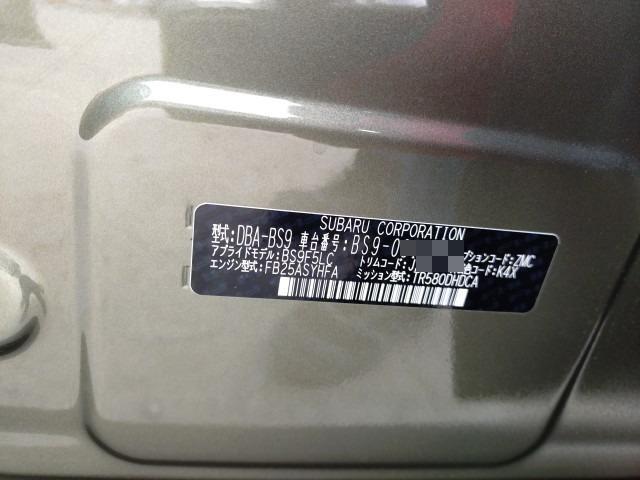 SUBARU CORPORATION
型式:DBA-BS9 車台番号:BS9-0
アプライドモデル:BS9F5LC トリムコード:J プションコード:ZMC
エンジン型式:FB25ASYHFA ミッション型式:TR580DHDCA コード:K4X